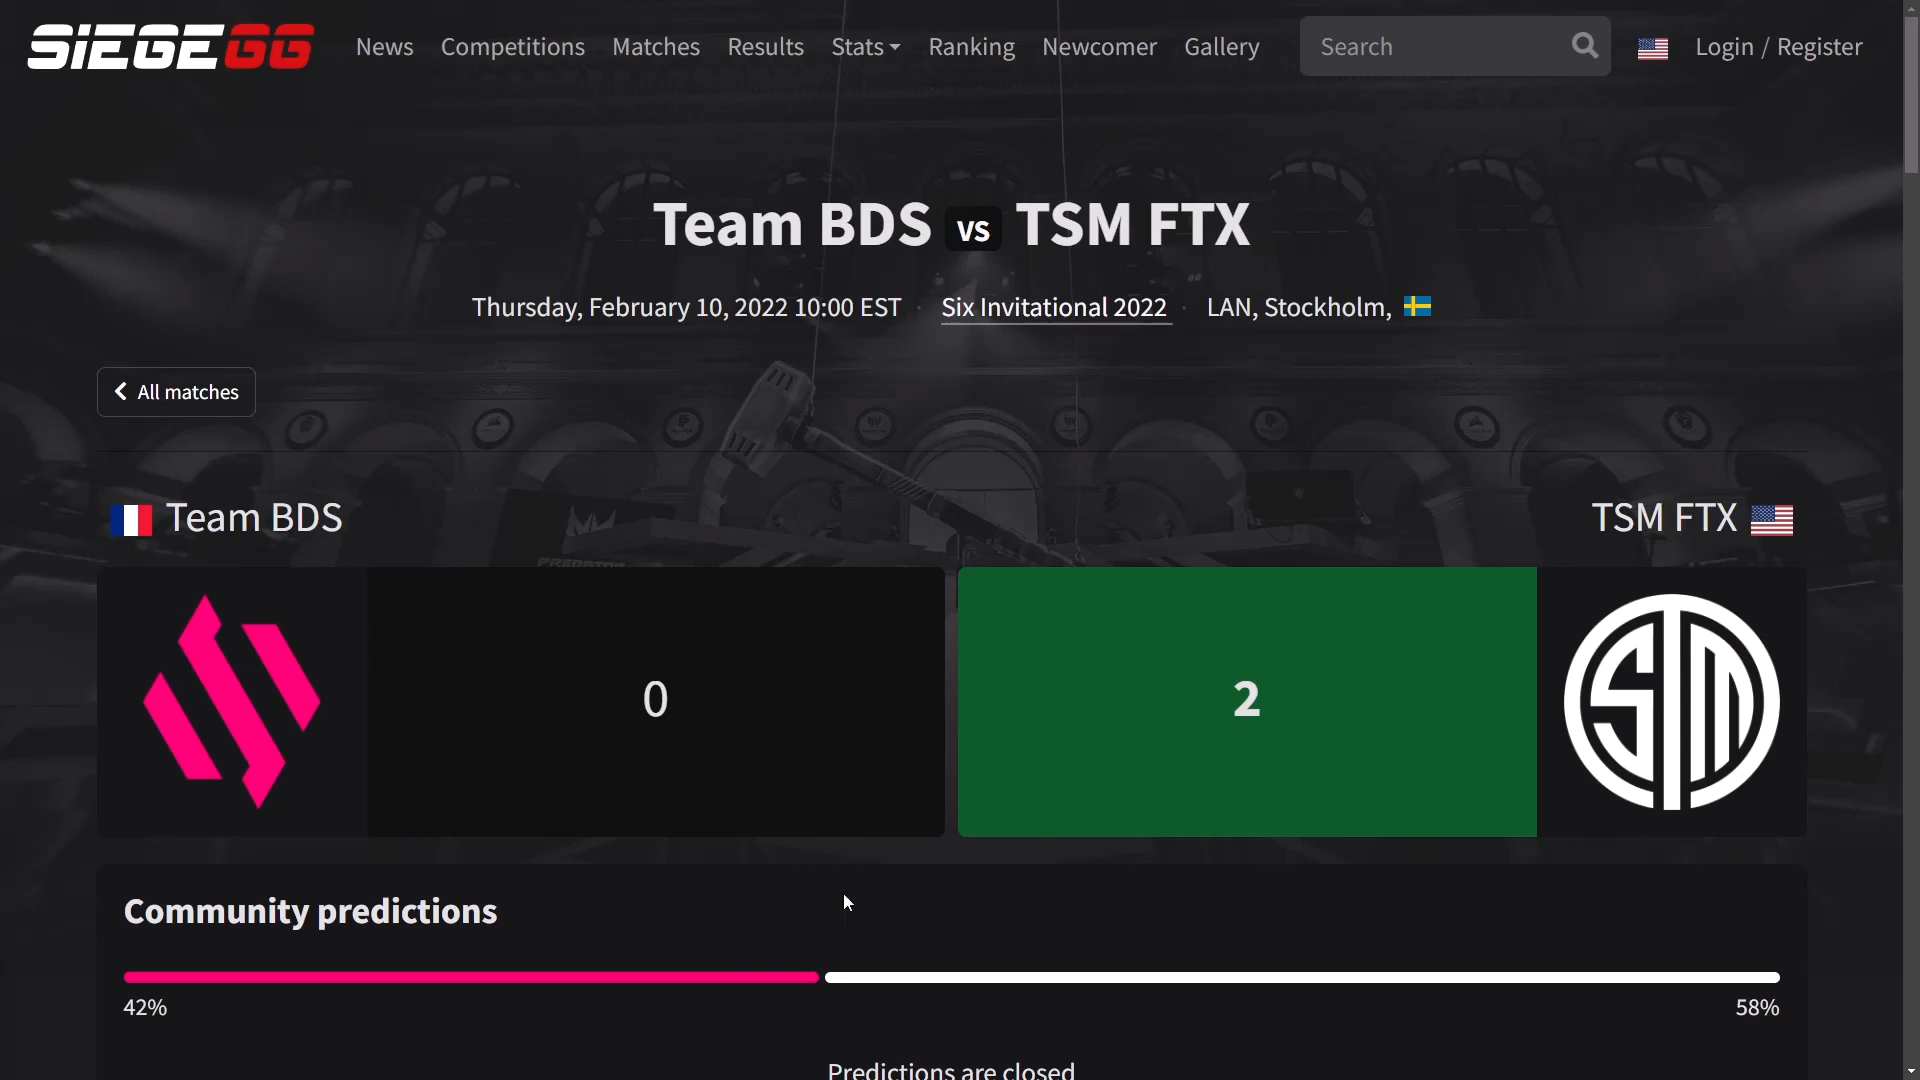 SIEGEGG News Competitions Matches Results Stats Ranking Newcomer Gallery Search Login / Register
Team BDS vs TSM FTX
Thursday, February 10, 2022 10:00 EST · Six Invitational 2022 · LAN, Stockholm,
All matches
Team BDS TSM FTX
PREDATOR
0 2 TSM
Community predictions
42% 58%
Predictions are closed